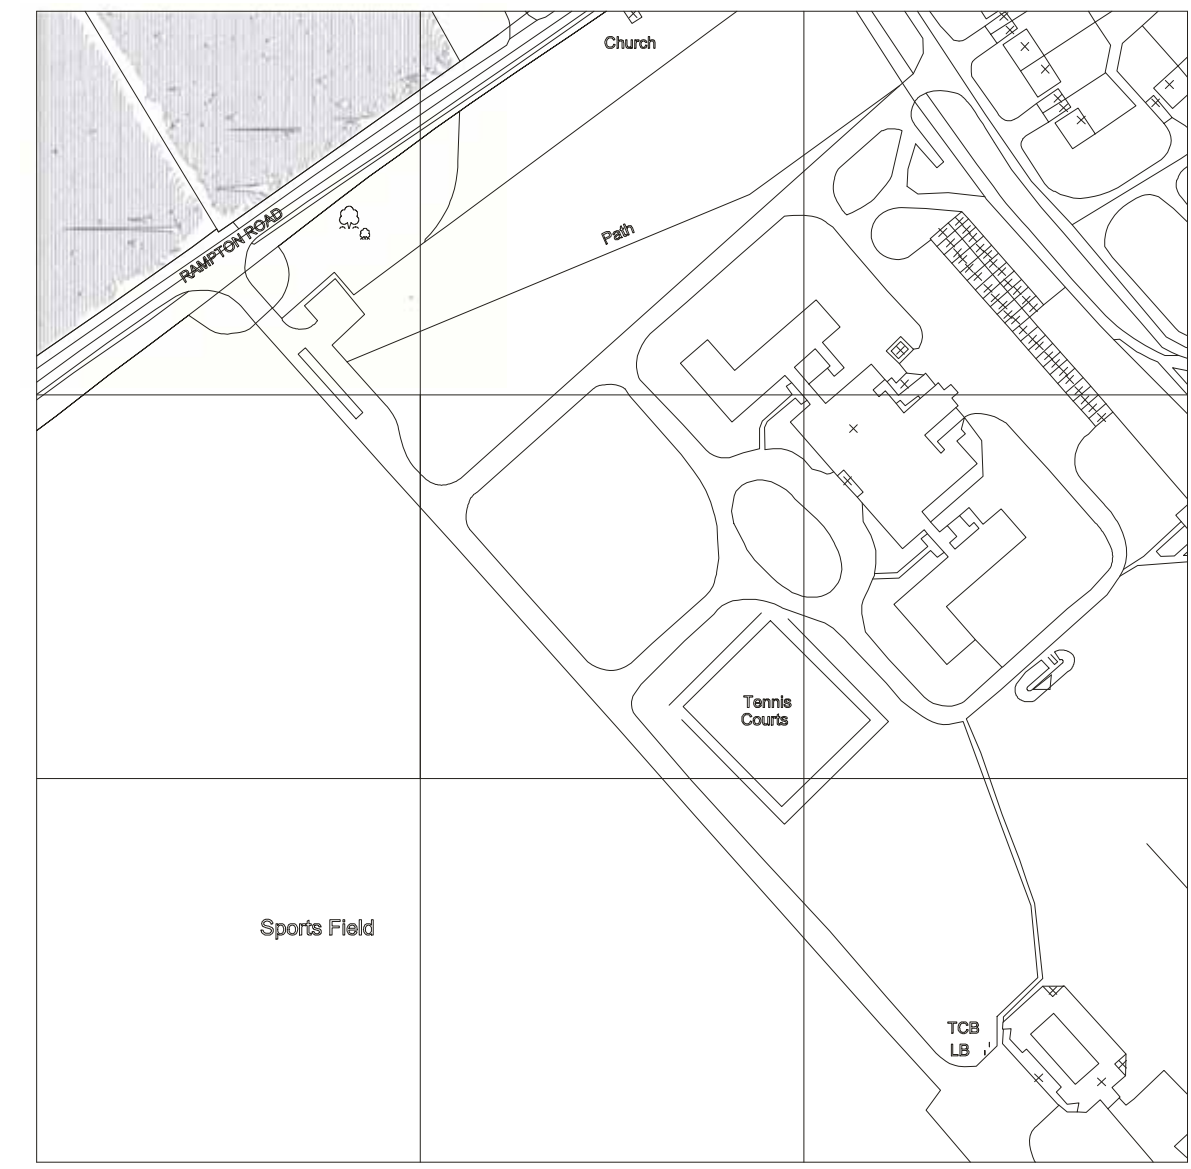 Church
RAMPTON ROAD
Path
Tennis
Courts
Sports Field
TCB
LB